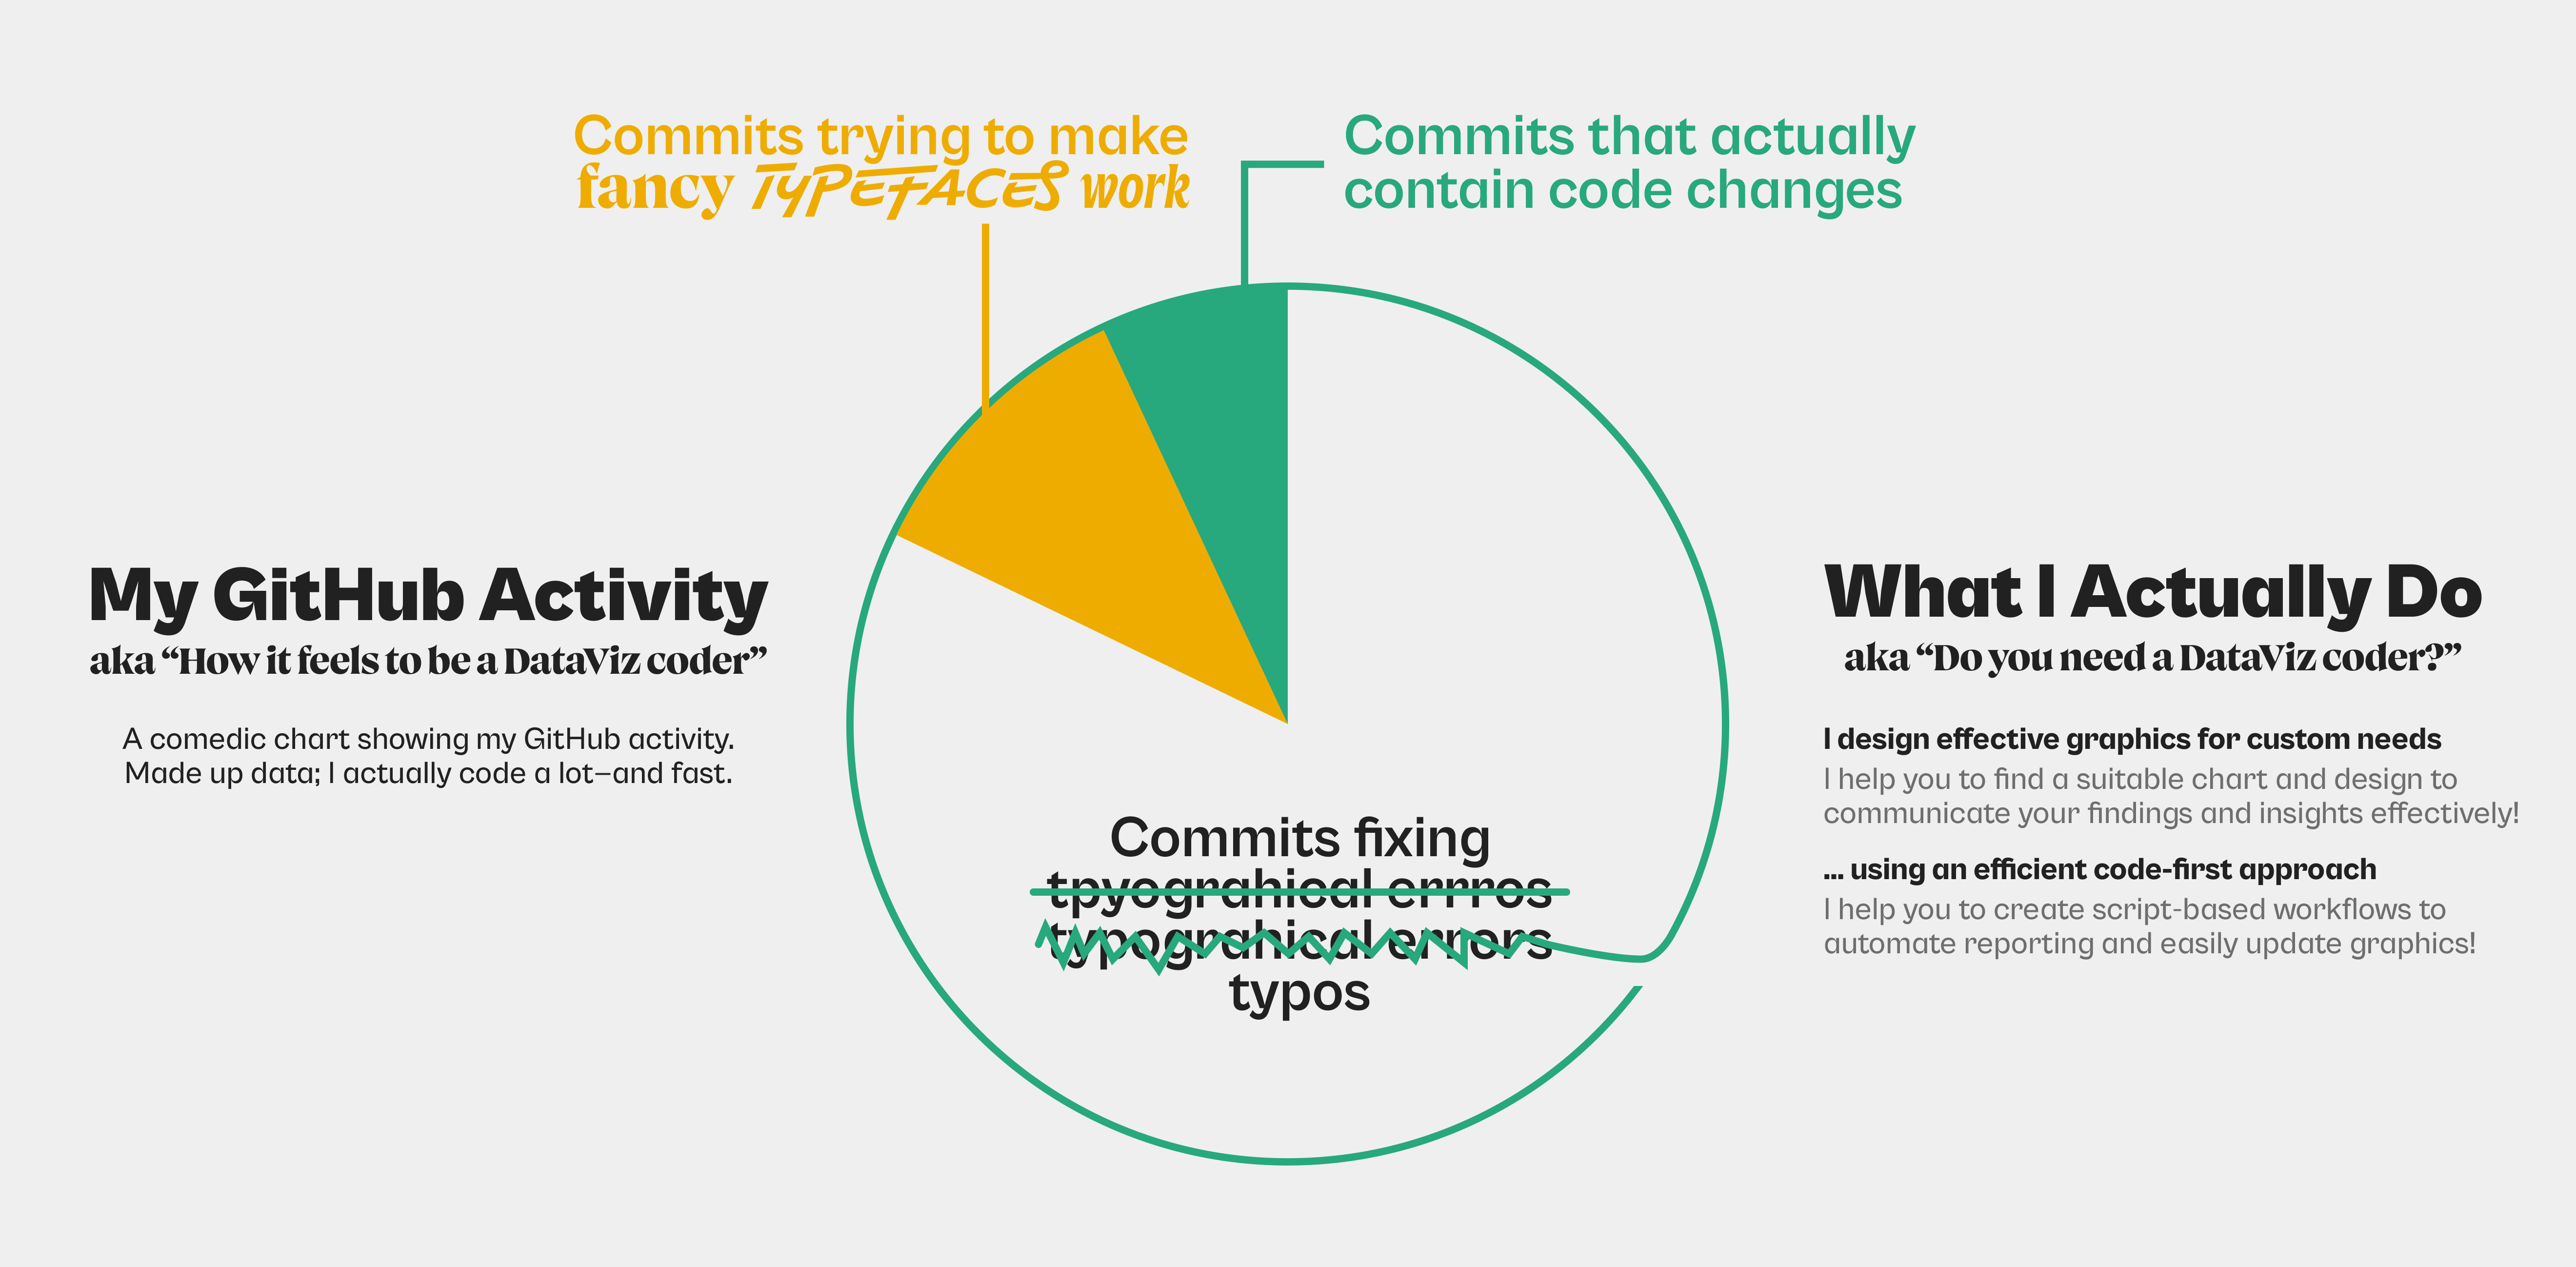 Commits trying to make
fancy TYPEFACES work
Commits that actually
contain code changes
My GitHub Activity
aka “How it feels to be a DataViz coder”
A comedic chart showing my GitHub activity.
Made up data; I actually code a lot—and fast.
Commits fixing
tpyograhical errros
typograhical errors
typos
What I Actually Do
aka “Do you need a DataViz coder?”
I design effective graphics for custom needs
I help you to find a suitable chart and design to
communicate your findings and insights effectively!
... using an efficient code-first approach
I help you to create script-based workflows to
automate reporting and easily update graphics!